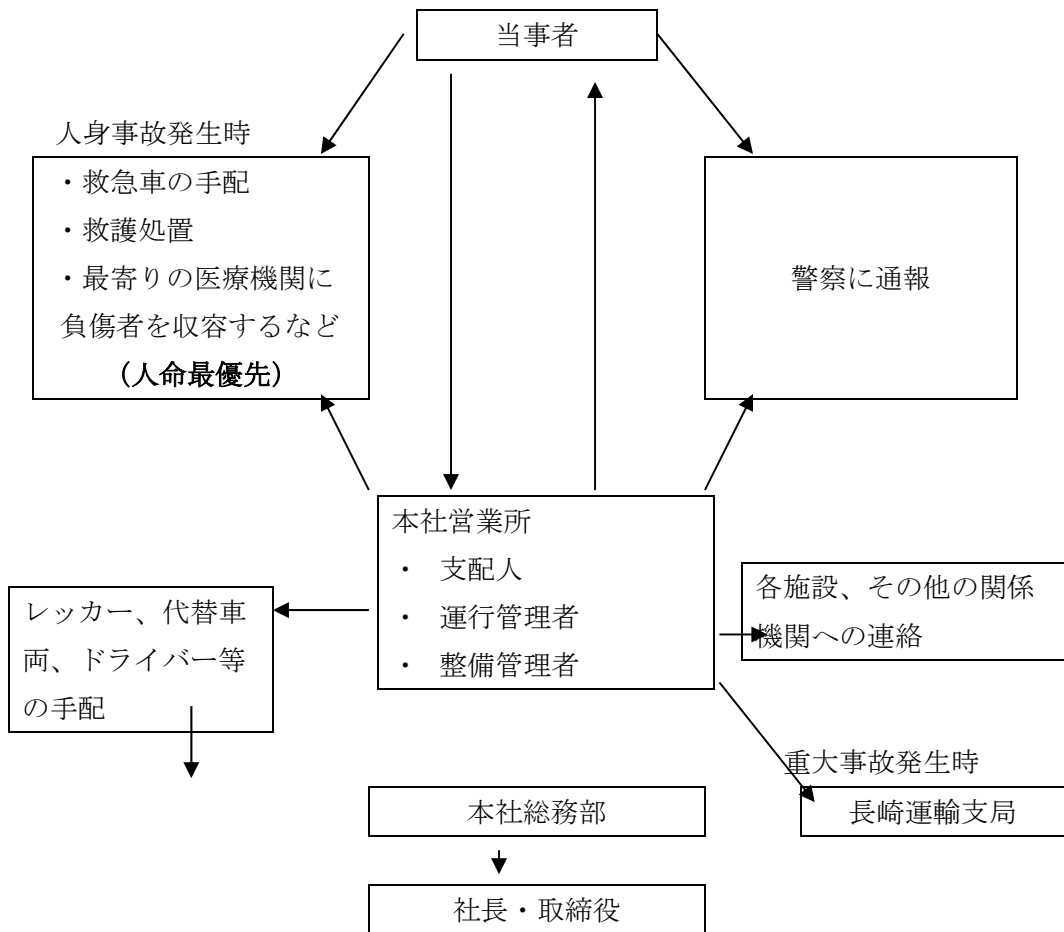 当事者
人身事故発生時
・救急車の手配
・救護処置
・最寄りの医療機関に
負傷者を収容するなど
（人命最優先）
警察に通報
本社営業所
・　支配人
・　運行管理者
・　整備管理者
レッカー、代替車
両、ドライバー等
の手配
各施設、その他の関係
機関への連絡
重大事故発生時
長崎運輸支局
本社総務部
社長・取締役